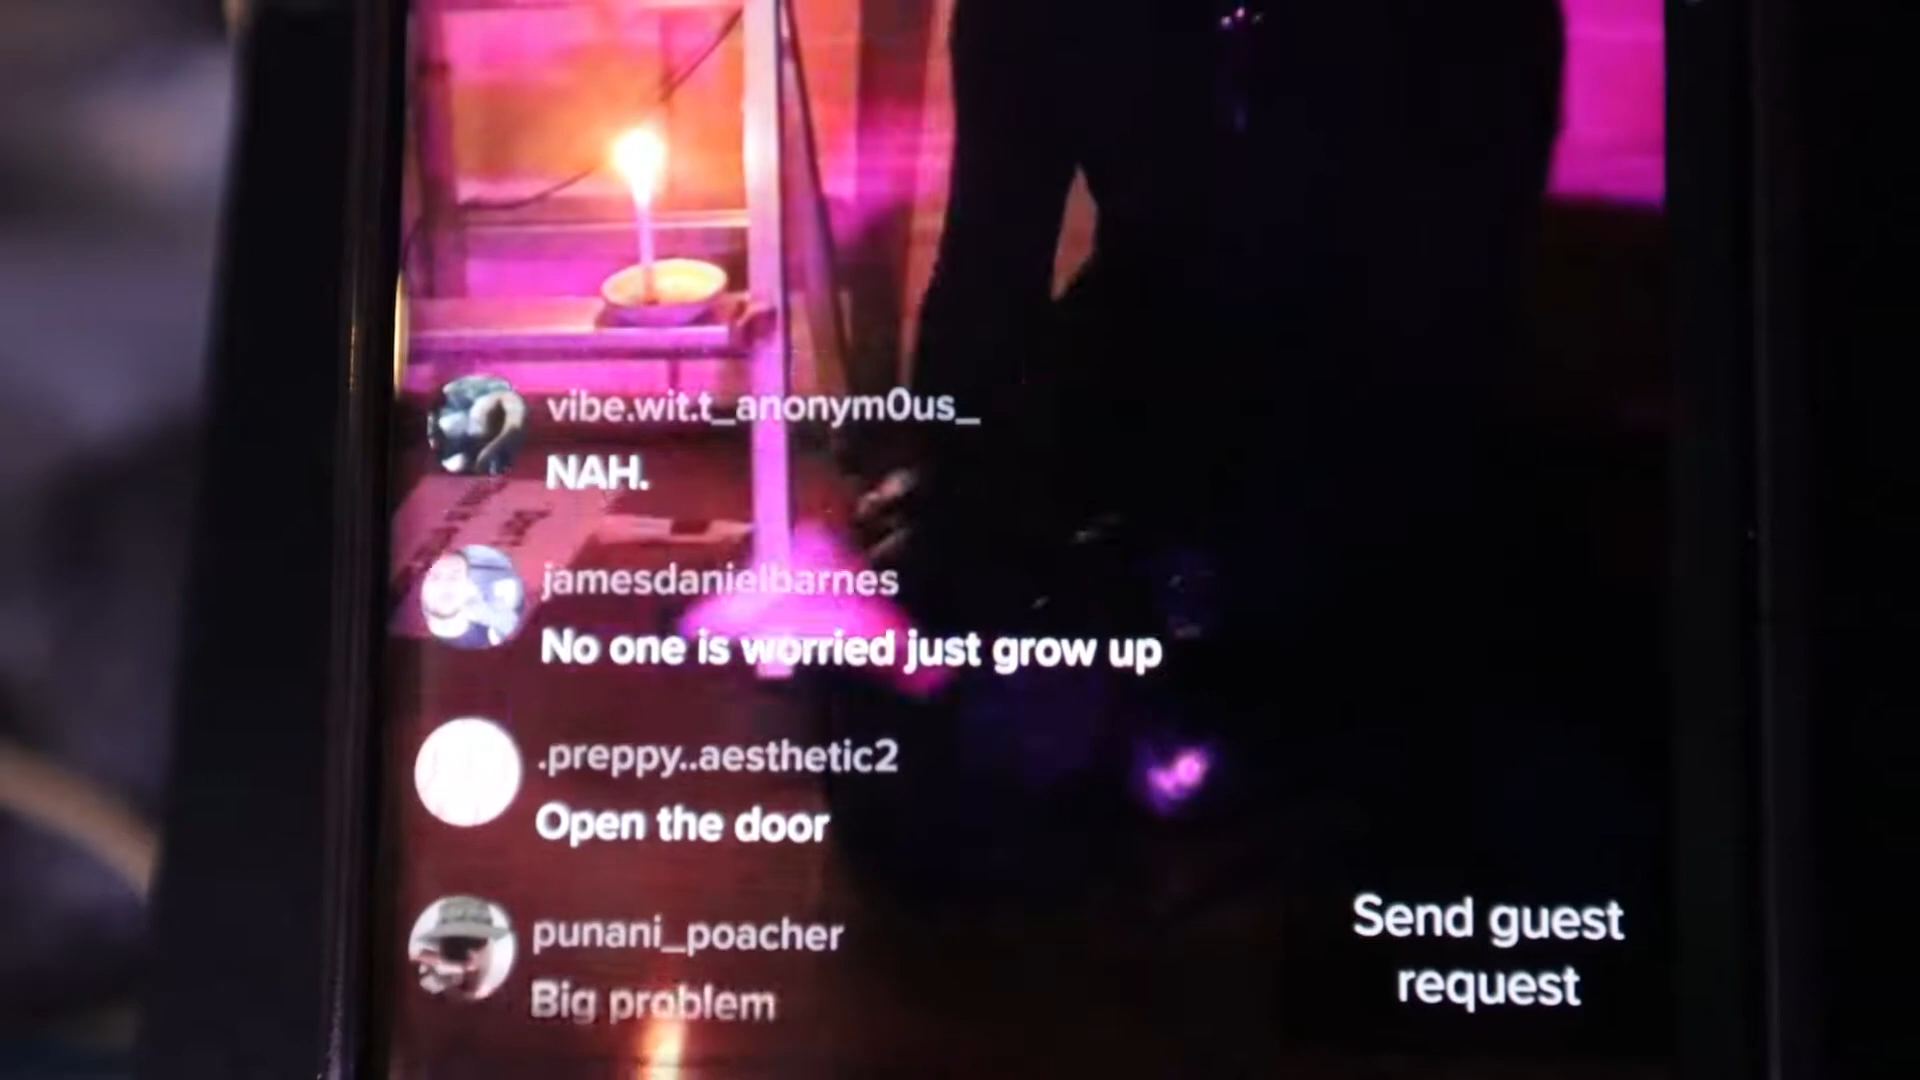 vibe.wit.t_anonym0us_
NAH.
jamesdanielbarnes
No one is worried just grow up
.preppy..aesthetic2
Open the door
punani_poacher
Big problem
Send guest
request